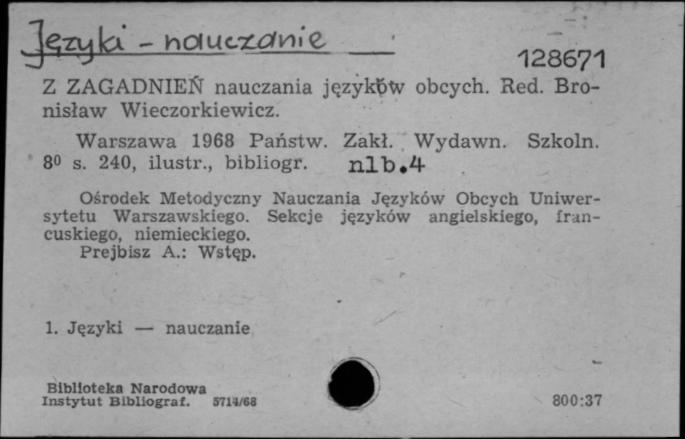 Języki - nauczanie
128671
Z ZAGADNIEŃ nauczania języków obcych. Red. Bro-
nisław Wieczorkiewicz.
Warszawa 1968 Państw. Zakł. Wydawn. Szkoln.
8⁰ s. 240, ilustr., bibliogr. nlb.4
Ośrodek Metodyczny Nauczania Języków Obcych Uniwer-
sytetu Warszawskiego. Sekcje języków angielskiego, fran-
cuskiego, niemieckiego.
Prejbisz A.: Wstęp.
1. Języki — nauczanie
Biblioteka Narodowa
Instytut Bibliograf. 5714/68
800:37